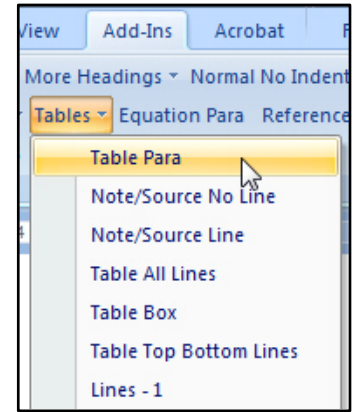 View Add-Ins Acrobat
More Headings Normal No Indent
Tables Equation Para Reference
Table Para
4 Note/Source No Line
Note/Source Line
Table All Lines
Table Box
Table Top Bottom Lines
Lines - 1